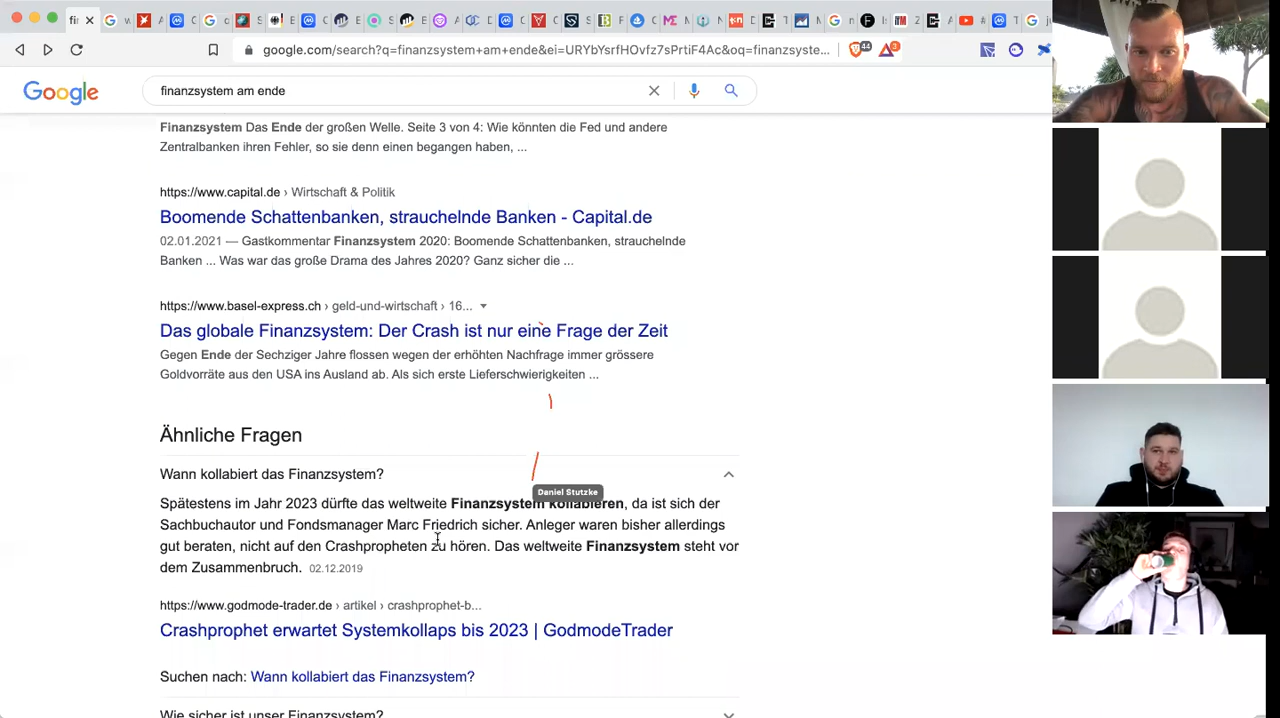 google.com/search?q=finanzsystem+am+ende&ei=URYbYsrfHOvfz7sPrtiF4Ac&oq=finanzsyste...
44
3
Google
finanzsystem am ende
Finanzsystem Das Ende der großen Welle. Seite 3 von 4: Wie könnten die Fed und andere
Zentralbanken ihren Fehler, so sie denn einen begangen haben, ...
https://www.capital.de › Wirtschaft & Politik
Boomende Schattenbanken, strauchelnde Banken - Capital.de
02.01.2021 — Gastkommentar Finanzsystem 2020: Boomende Schattenbanken, strauchelnde
Banken ... Was war das große Drama des Jahres 2020? Ganz sicher die ...
https://www.basel-express.ch › geld-und-wirtschaft › 16...
Das globale Finanzsystem: Der Crash ist nur eine Frage der Zeit
Gegen Ende der Sechziger Jahre flossen wegen der erhöhten Nachfrage immer grössere
Goldvorräte aus den USA ins Ausland ab. Als sich erste Lieferschwierigkeiten ...
Ähnliche Fragen
Wann kollabiert das Finanzsystem?
Daniel Stutzke
Spätestens im Jahr 2023 dürfte das weltweite Finanzsystem kollabieren, da ist sich der
Sachbuchautor und Fondsmanager Marc Friedrich sicher. Anleger waren bisher allerdings
gut beraten, nicht auf den Crashpropheten zu hören. Das weltweite Finanzsystem steht vor
dem Zusammenbruch. 02.12.2019
https://www.godmode-trader.de › artikel › crashprophet-b...
Crashprophet erwartet Systemkollaps bis 2023 | GodmodeTrader
Suchen nach: Wann kollabiert das Finanzsystem?
Wie sicher ist unser Finanzsystem?